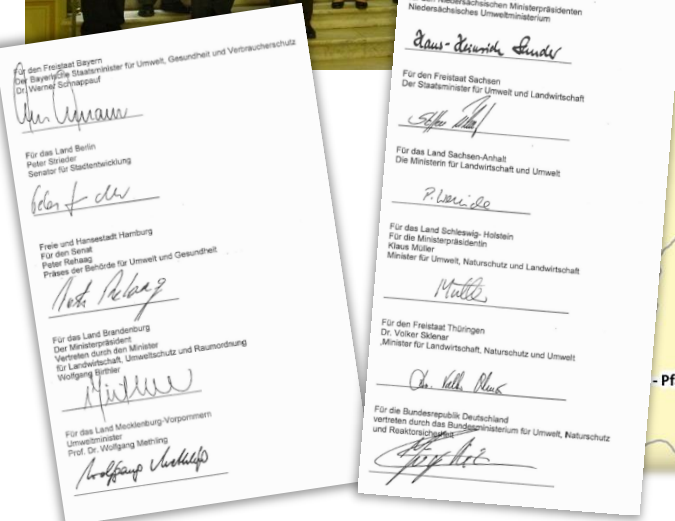 Für den Freistaat Bayern
Der Bayerische Staatsminister für Umwelt, Gesundheit und Verbraucherschutz
Dr. Werner Schnappauf
Für das Land Berlin
Peter Strieder
Senator für Stadtentwicklung
Freie und Hansestadt Hamburg
Für den Senat
Peter Rehaag
Präses der Behörde für Umwelt und Gesundheit
Peter Rehaag
Für das Land Brandenburg
Der Ministerpräsident
Vertreten durch den Minister
für Landwirtschaft, Umweltschutz und Raumordnung
Wolfgang Birthler
Für das Land Mecklenburg-Vorpommern
Umweltminister
Prof. Dr. Wolfgang Methling
Wolfgang Methling
Niedersächsischen Ministerpräsidenten
Niedersächsisches Umweltministerium
Hans-Heinrich Sander
Für den Freistaat Sachsen
Der Staatsminister für Umwelt und Landwirtschaft
Für das Land Sachsen-Anhalt
Die Ministerin für Landwirtschaft und Umwelt
P. Wernicke
Für das Land Schleswig- Holstein
Für die Ministerpräsidentin
Klaus Müller
Minister für Umwelt, Naturschutz und Landwirtschaft
Müller
Für den Freistaat Thüringen
Dr. Volker Sklenar
Minister für Landwirtschaft, Naturschutz und Umwelt
Für die Bundesrepublik Deutschland
vertreten durch das Bundesministerium für Umwelt, Naturschutz
und Reaktorsicherheit
- Pf